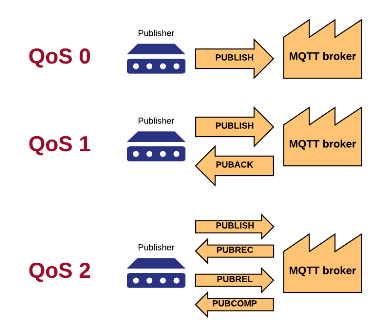 Publisher
QoS 0
PUBLISH
MQTT broker
Publisher
QoS 1
PUBLISH
PUBACK
MQTT broker
Publisher
QoS 2
PUBLISH
PUBREC
PUBREL
PUBCOMP
MQTT broker